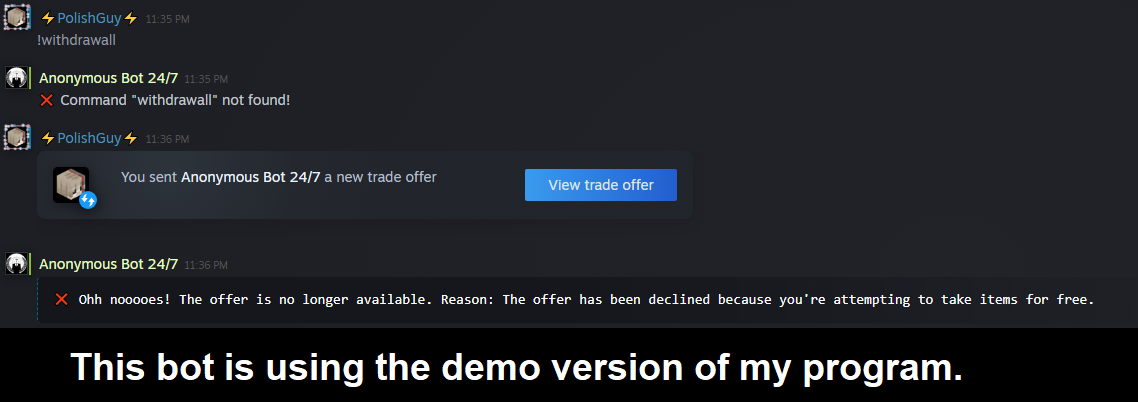 ⚡PolishGuy⚡ 11:35 PM
!withdrawall
Anonymous Bot 24/7 11:35 PM
❌ Command "withdrawall" not found!
⚡PolishGuy⚡ 11:36 PM
You sent Anonymous Bot 24/7 a new trade offer
View trade offer
Anonymous Bot 24/7 11:36 PM
❌ Ohh nooooes! The offer is no longer available. Reason: The offer has been declined because you're attempting to take items for free.
This bot is using the demo version of my program.